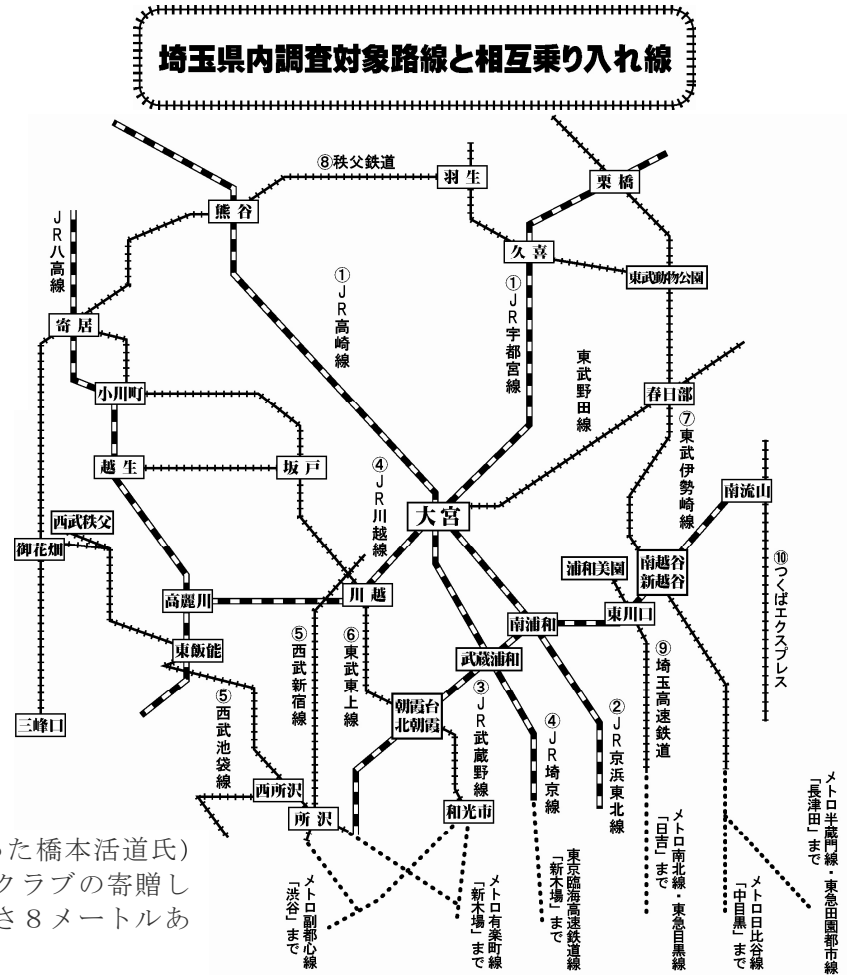 埼玉県内調査対象路線と相互乗り入れ線
⑧秩父鉄道
羽生
栗橋
熊谷
JR八高線
久喜
東武動物公園
①JR高崎線
①JR宇都宮線
寄居
東武野田線
小川町
春日部
⑦東武伊勢崎線
越生
坂戸
④JR川越線
大宮
南流山
西武秩父
御花畑
浦和美園
南越谷
新越谷
⑩つくばエクスプレス
高麗川
川越
南浦和
東川口
東飯能
⑤西武新宿線
⑥東武東上線
武蔵浦和
⑨埼玉高速鉄道
三峰口
⑤西武池袋線
朝霞台
北朝霞
③JR武蔵野線
④JR埼京線
②JR京浜東北線
西所沢
所沢
和光市
メトロ副都心線
「渋谷」まで
メトロ有楽町線
「新木場」まで
東京臨海高速鉄道線
「新木場」まで
メトロ南北線・東急目黒線
「日吉」まで
メトロ日比谷線
「中目黒」まで
メトロ半蔵門線・東急田園都市線
「長津田」まで
った橋本活道氏）
クラブの寄贈し
さ８メートルあ